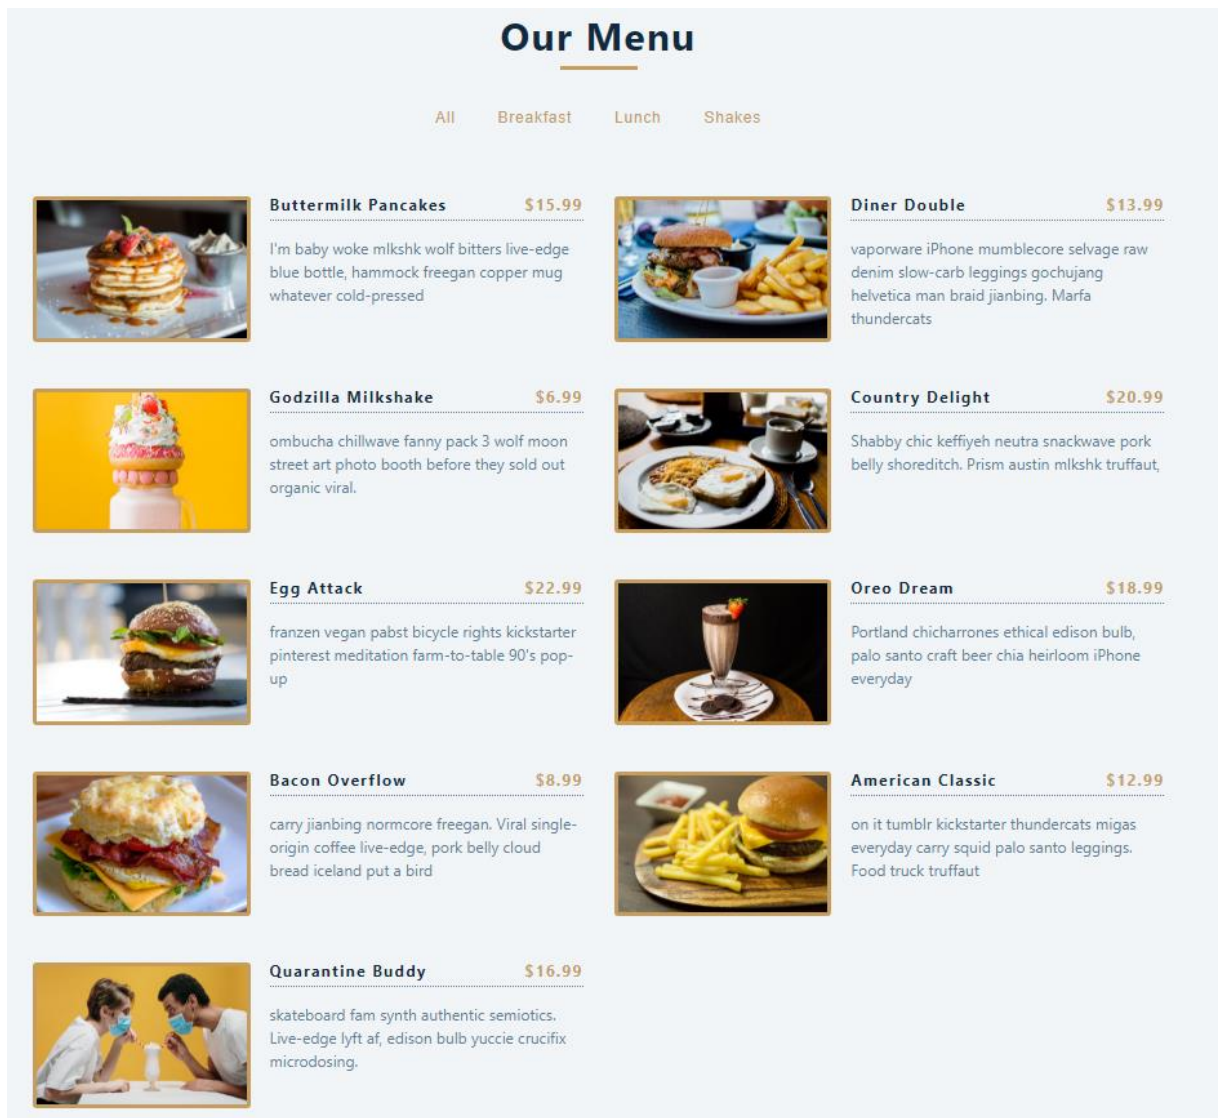 Our Menu
All Breakfast Lunch Shakes
Buttermilk Pancakes $15.99
I'm baby woke mlkshk wolf bitters live-edge
blue bottle, hammock freegan copper mug
whatever cold-pressed
Diner Double $13.99
vaporware iPhone mumblecore selvage raw
denim slow-carb leggings gochujang
helvetica man braid jianbing. Marfa
thundercats
Godzilla Milkshake $6.99
ombucha chillwave fanny pack 3 wolf moon
street art photo booth before they sold out
organic viral.
Country Delight $20.99
Shabby chic keffiyeh neutra snackwave pork
belly shoreditch. Prism austin mlkshk truffaut,
Egg Attack $22.99
franzen vegan pabst bicycle rights kickstarter
pinterest meditation farm-to-table 90's pop-
up
Oreo Dream $18.99
Portland chicharrones ethical edison bulb,
palo santo craft beer chia heirloom iPhone
everyday
Bacon Overflow $8.99
carry jianbing normcore freegan. Viral single-
origin coffee live-edge, pork belly cloud
bread iceland put a bird
American Classic $12.99
on it tumblr kickstarter thundercats migas
everyday carry squid palo santo leggings.
Food truck truffaut
Quarantine Buddy $16.99
skateboard fam synth authentic semiotics.
Live-edge lyft af, edison bulb yuccie crucifix
microdosing.